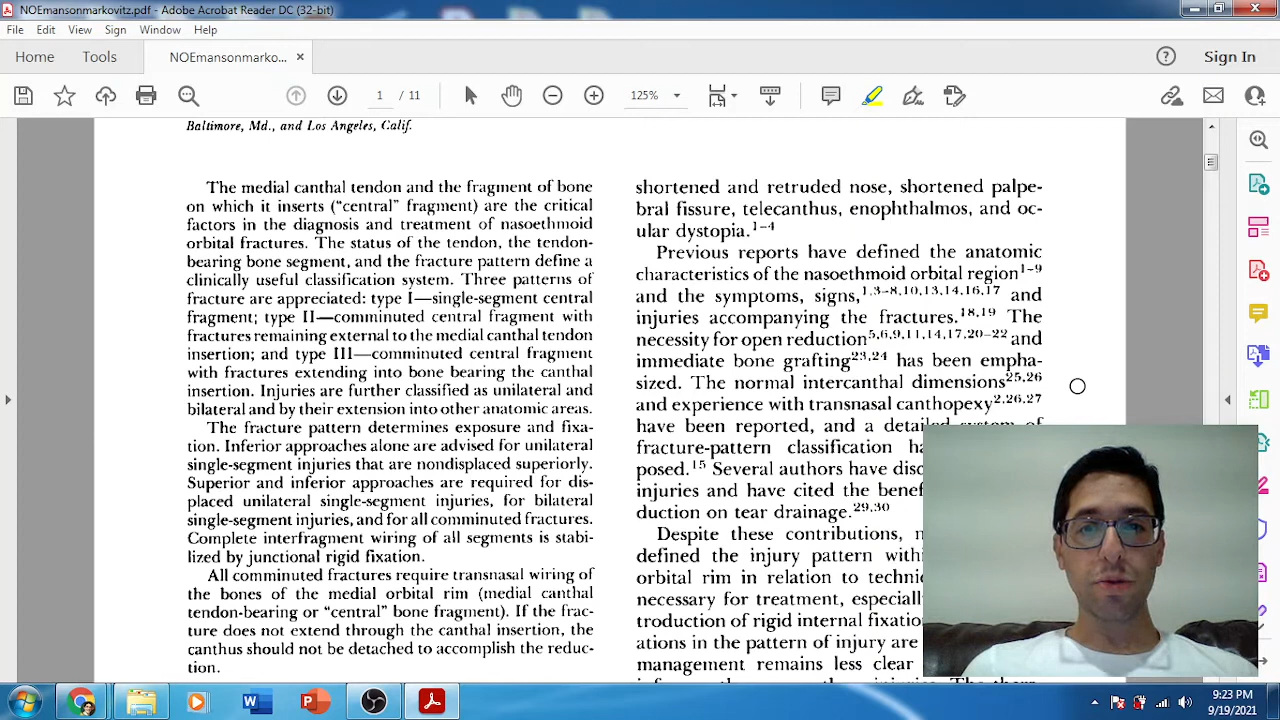 NOEmansonmarkovitz.pdf - Adobe Acrobat Reader DC (32-bit)
File Edit View Sign Window Help
Home Tools NOEmansonmarko... × Sign In
1 / 11 125%
Baltimore, Md., and Los Angeles, Calif.
The medial canthal tendon and the fragment of bone
on which it inserts (“central” fragment) are the critical
factors in the diagnosis and treatment of nasoethmoid
orbital fractures. The status of the tendon, the tendon-
bearing bone segment, and the fracture pattern define a
clinically useful classification system. Three patterns of
fracture are appreciated: type I—single-segment central
fragment; type II—comminuted central fragment with
fractures remaining external to the medial canthal tendon
insertion; and type III—comminuted central fragment
with fractures extending into bone bearing the canthal
insertion. Injuries are further classified as unilateral and
bilateral and by their extension into other anatomic areas.
The fracture pattern determines exposure and fixa-
tion. Inferior approaches alone are advised for unilateral
single-segment injuries that are nondisplaced superiorly.
Superior and inferior approaches are required for dis-
placed unilateral single-segment injuries, for bilateral
single-segment injuries, and for all comminuted fractures.
Complete interfragment wiring of all segments is stabi-
lized by junctional rigid fixation.
All comminuted fractures require transnasal wiring of
the bones of the medial orbital rim (medial canthal
tendon-bearing or “central” bone fragment). If the frac-
ture does not extend through the canthal insertion, the
canthus should not be detached to accomplish the reduc-
tion.
shortened and retruded nose, shortened palpe-
bral fissure, telecanthus, enophthalmos, and oc-
ular dystopia.1–4
Previous reports have defined the anatomic
characteristics of the nasoethmoid orbital region1–9
and the symptoms, signs,1,3–8,10,13,14,16,17 and
injuries accompanying the fractures.18,19 The
necessity for open reduction5,6,9,11,14,17,20–22 and
immediate bone grafting23,24 has been empha-
sized. The normal intercanthal dimensions25,26
and experience with transnasal canthopexy2,26,27
have been reported, and a detailed system of
fracture-pattern classification
posed.15 Several authors have
injuries and have cited the
duction on tear drainage.29,30
Despite these contributions,
defined the injury pattern
orbital rim in relation to
necessary for treatment,
troduction of rigid internal
ations in the pattern of injury are
management remains less clear
9:23 PM
9/19/2021